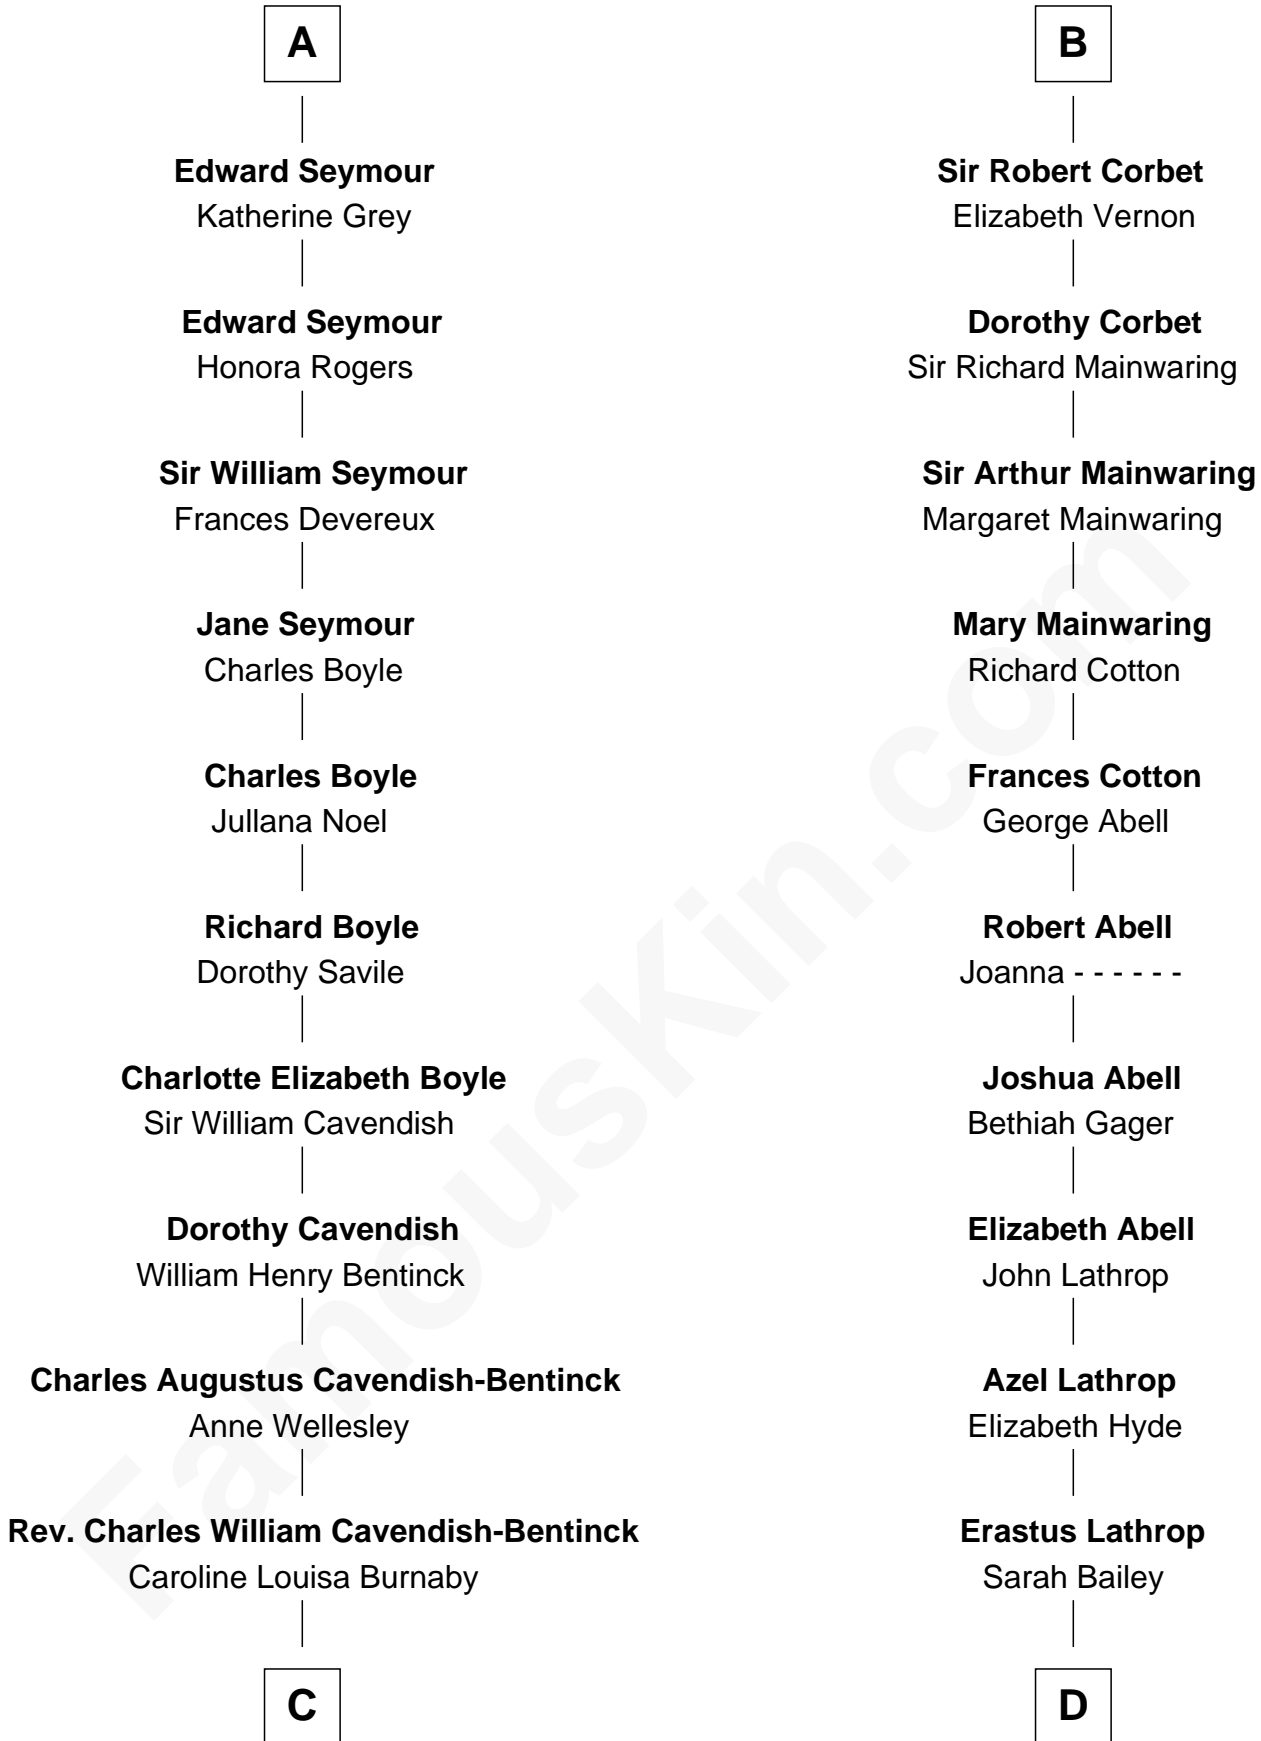 A
Edward Seymour
Katherine Grey
Edward Seymour
Honora Rogers
Sir William Seymour
Frances Devereux
Jane Seymour
Charles Boyle
Charles Boyle
Jullana Noel
Richard Boyle
Dorothy Savile
Charlotte Elizabeth Boyle
Sir William Cavendish
Dorothy Cavendish
William Henry Bentinck
Charles Augustus Cavendish-Bentinck
Anne Wellesley
Rev. Charles William Cavendish-Bentinck
Caroline Louisa Burnaby
C
B
Sir Robert Corbet
Elizabeth Vernon
Dorothy Corbet
Sir Richard Mainwaring
Sir Arthur Mainwaring
Margaret Mainwaring
Mary Mainwaring
Richard Cotton
Frances Cotton
George Abell
Robert Abell
Joanna - - - - - -
Joshua Abell
Bethiah Gager
Elizabeth Abell
John Lathrop
Azel Lathrop
Elizabeth Hyde
Erastus Lathrop
Sarah Bailey
D
FamousKin.com